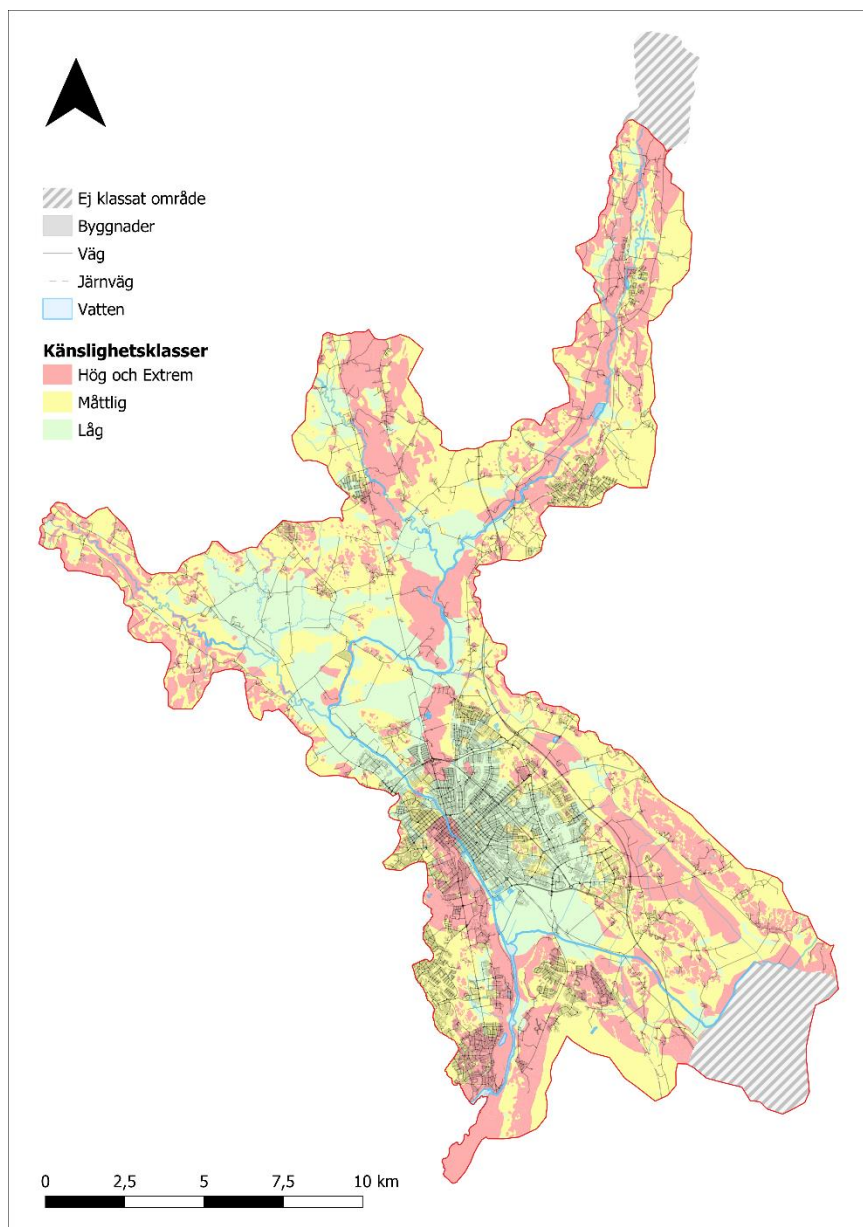 Ej klassat område
Byggnader
Väg
Järnväg
Vatten
Känslighetsklasser
Hög och Extrem
Måttlig
Låg
0 2,5 5 7,5 10 km